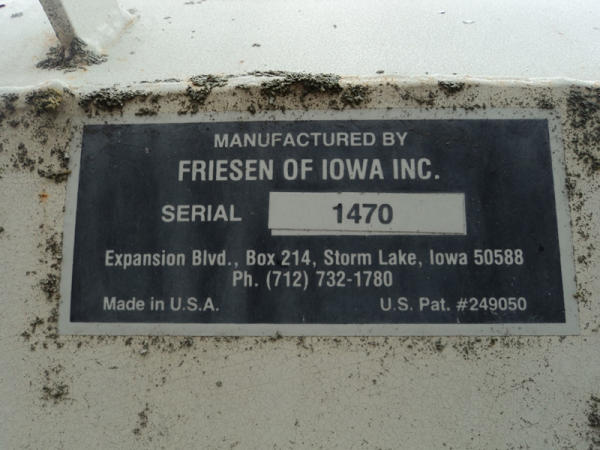 MANUFACTURED BY
FRIESEN OF IOWA INC.
SERIAL 1470
Expansion Blvd., Box 214, Storm Lake, Iowa 50588
Ph. (712) 732-1780
Made in U.S.A. U.S. Pat. #249050